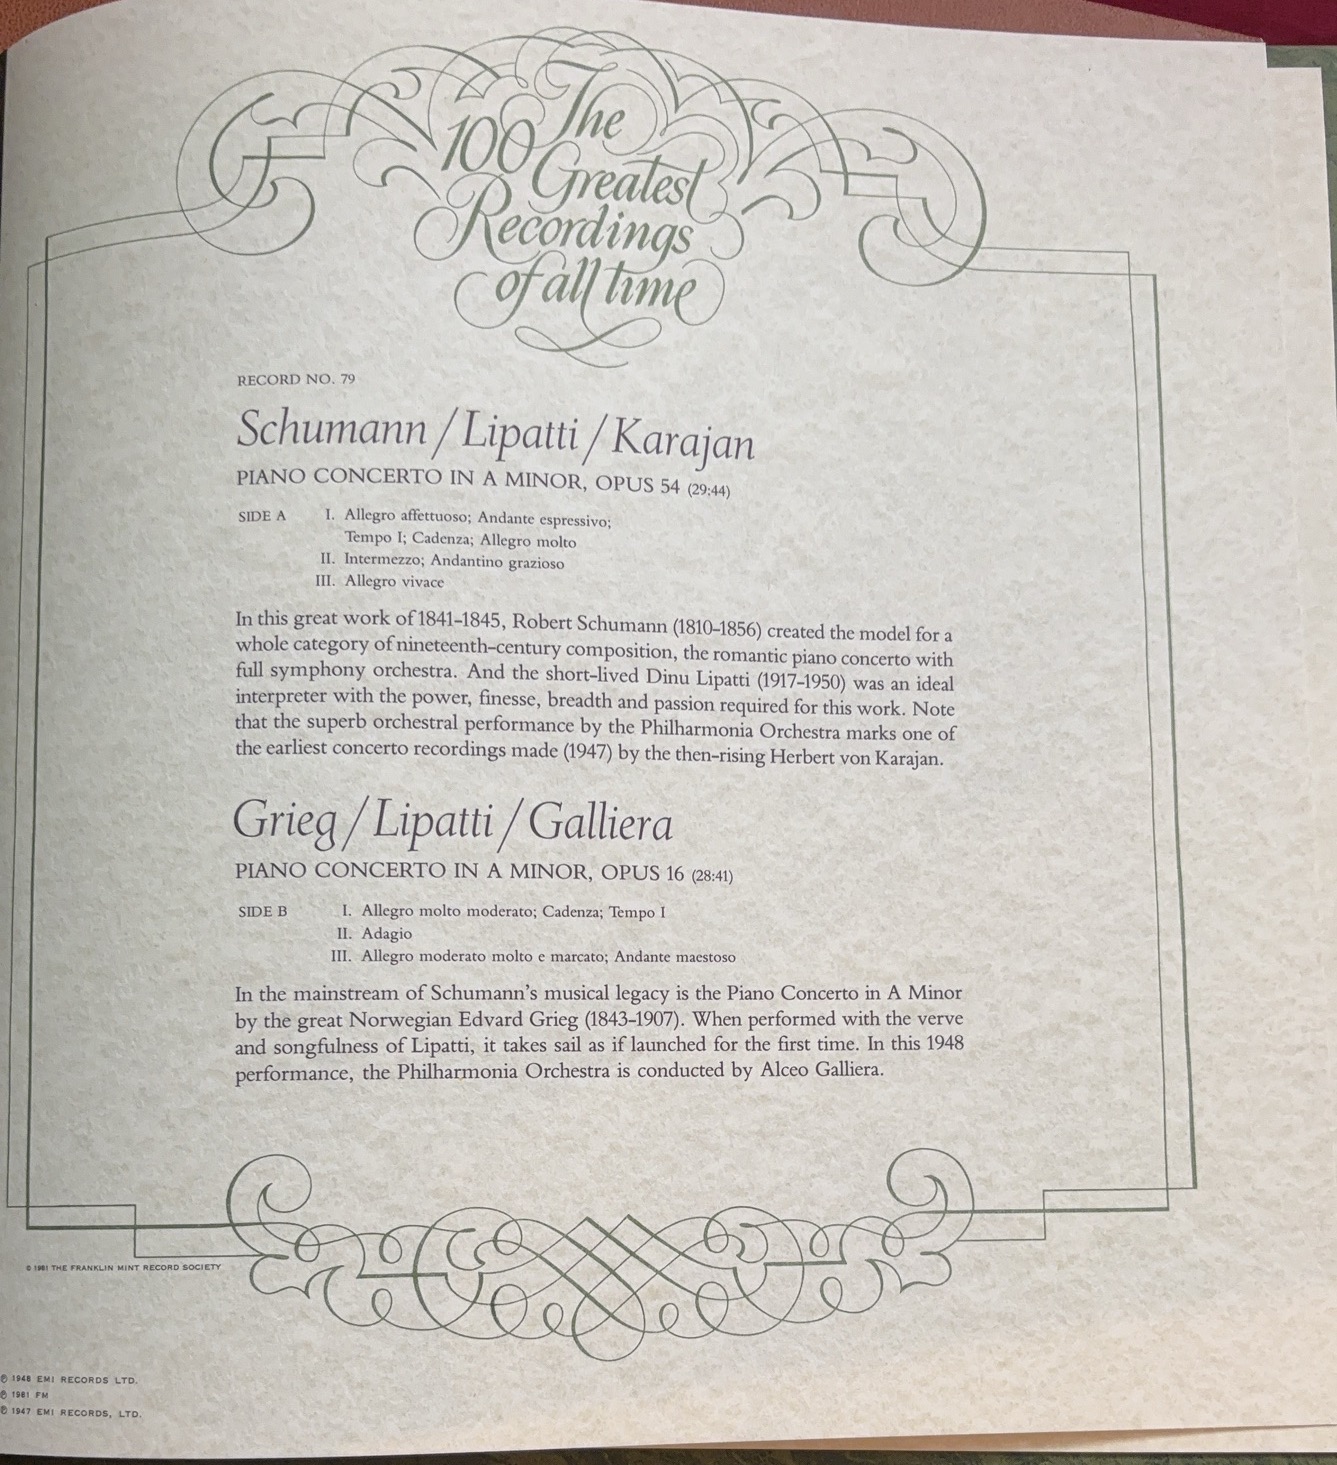 The
100
Greatest
Recordings
of all time
RECORD NO. 79
Schumann / Lipatti / Karajan
PIANO CONCERTO IN A MINOR, OPUS 54 (29:44)
SIDE A I. Allegro affettuoso; Andante espressivo;
Tempo I; Cadenza; Allegro molto
II. Intermezzo; Andantino grazioso
III. Allegro vivace
In this great work of 1841–1845, Robert Schumann (1810–1856) created the model for a
whole category of nineteenth-century composition, the romantic piano concerto with
full symphony orchestra. And the short-lived Dinu Lipatti (1917–1950) was an ideal
interpreter with the power, finesse, breadth and passion required for this work. Note
that the superb orchestral performance by the Philharmonia Orchestra marks one of
the earliest concerto recordings made (1947) by the then-rising Herbert von Karajan.
Grieg / Lipatti / Galliera
PIANO CONCERTO IN A MINOR, OPUS 16 (28:41)
SIDE B I. Allegro molto moderato; Cadenza; Tempo I
II. Adagio
III. Allegro moderato molto e marcato; Andante maestoso
In the mainstream of Schumann's musical legacy is the Piano Concerto in A Minor
by the great Norwegian Edvard Grieg (1843–1907). When performed with the verve
and songfulness of Lipatti, it takes sail as if launched for the first time. In this 1948
performance, the Philharmonia Orchestra is conducted by Alceo Galliera.
© 1981 THE FRANKLIN MINT RECORD SOCIETY
℗ 1948 EMI RECORDS LTD.
℗ 1981 FM
℗ 1947 EMI RECORDS, LTD.